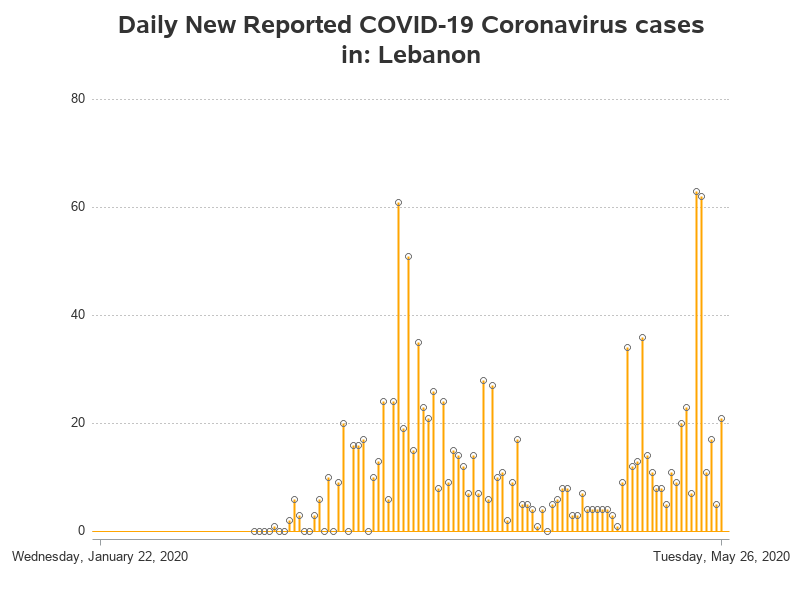 Daily New Reported COVID-19 Coronavirus cases
in: Lebanon
80
60
40
20
0
Wednesday, January 22, 2020
Tuesday, May 26, 2020